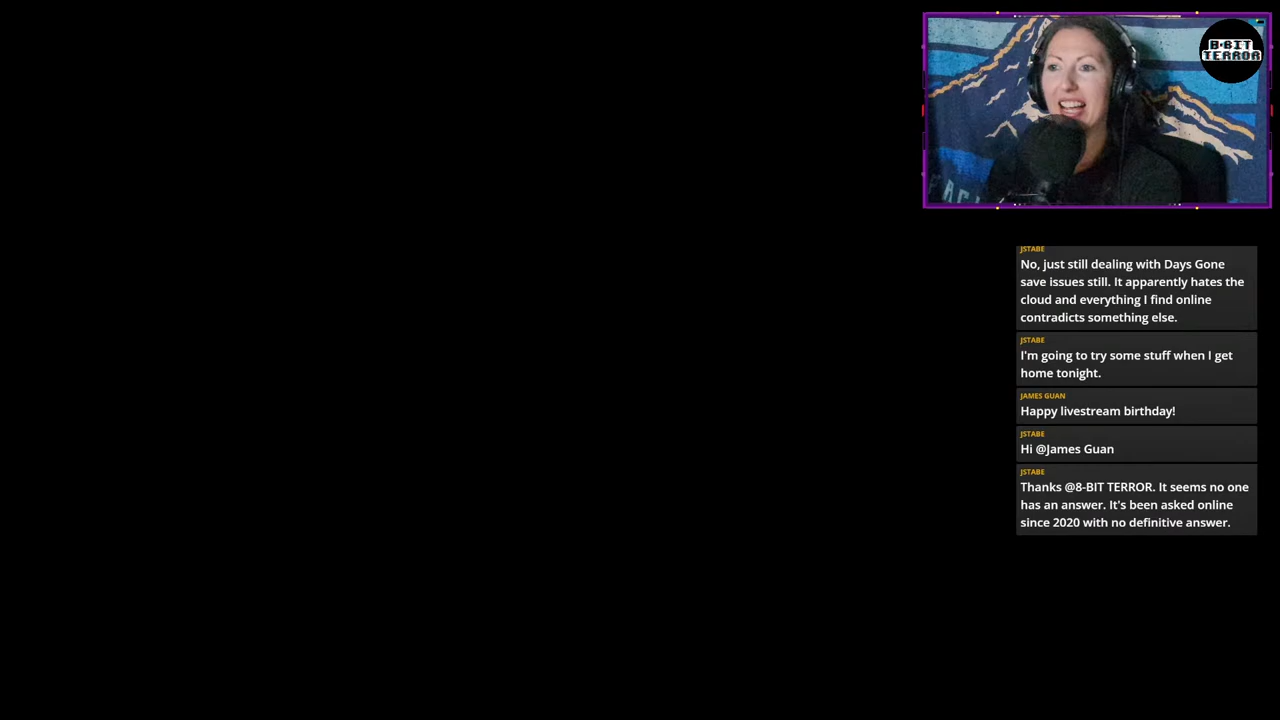 8-BIT
TERROR
JSTABE
No, just still dealing with Days Gone
save issues still. It apparently hates the
cloud and everything I find online
contradicts something else.
JSTABE
I'm going to try some stuff when I get
home tonight.
JAMES GUAN
Happy livestream birthday!
JSTABE
Hi @James Guan
JSTABE
Thanks @8-BIT TERROR. It seems no one
has an answer. It's been asked online
since 2020 with no definitive answer.